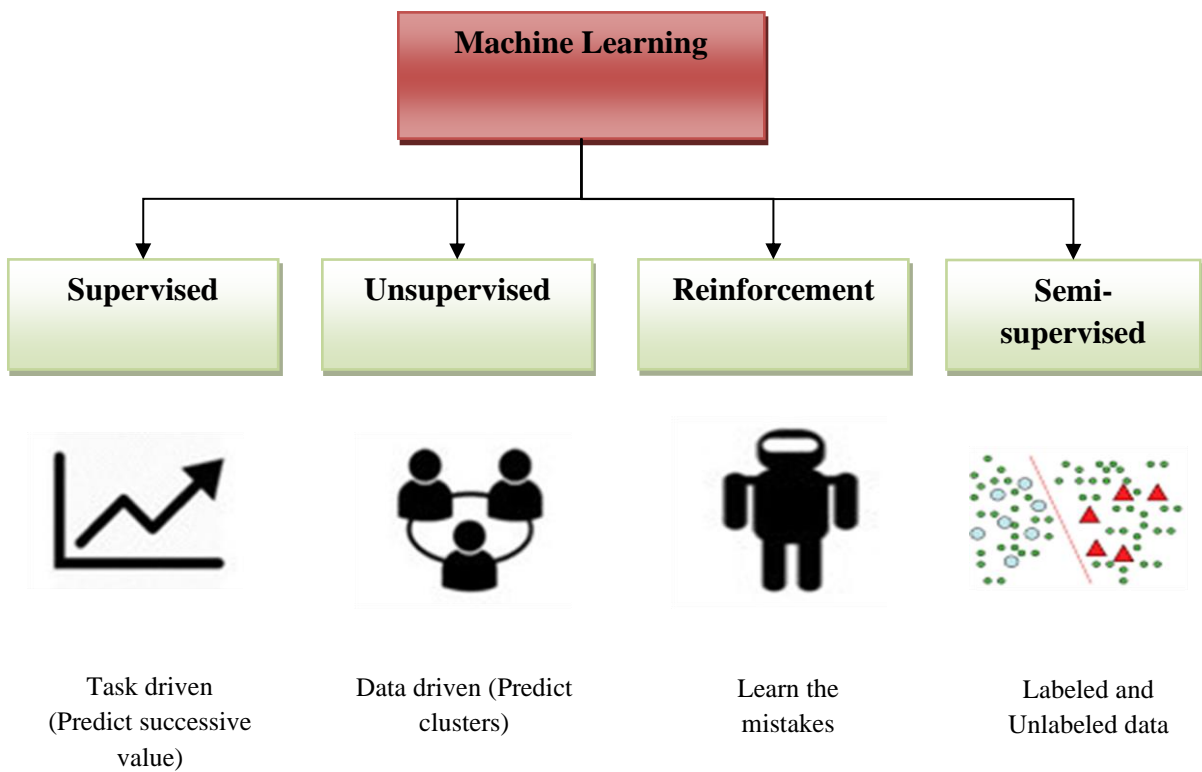 Machine Learning
Supervised
Unsupervised
Reinforcement
Semi-
supervised
Task driven
(Predict successive
value)
Data driven (Predict
clusters)
Learn the
mistakes
Labeled and
Unlabeled data